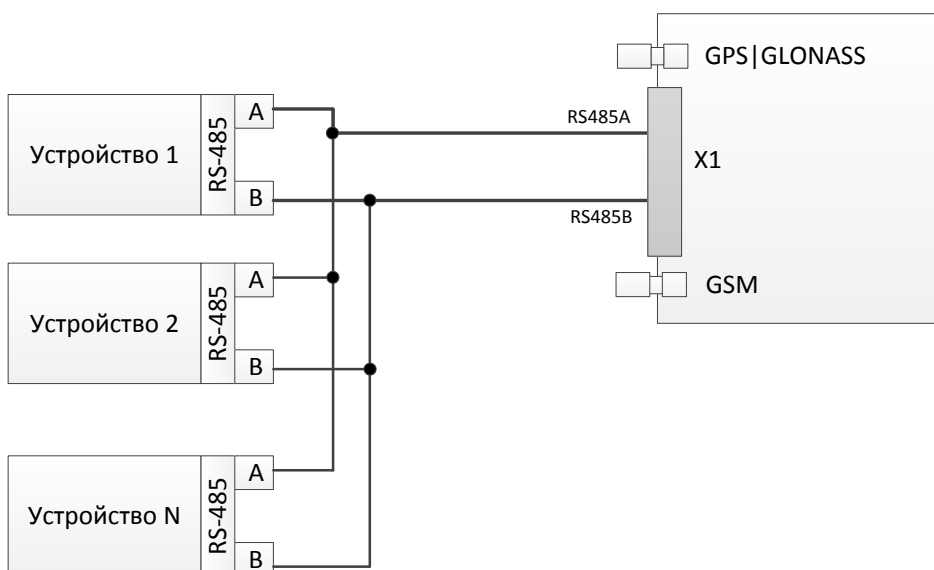 GPS|GLONASS
RS485A
X1
RS485B
GSM
Устройство 1
RS-485
A
B
Устройство 2
RS-485
A
B
Устройство N
RS-485
A
B